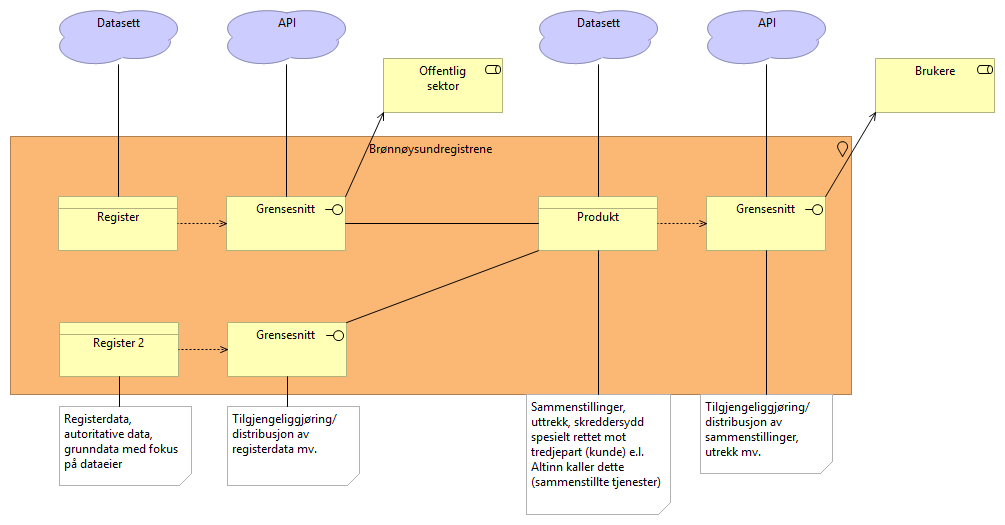 Datasett
API
Datasett
API
Offentlig
sektor
Brukere
Brønnøysundregistrene
Register
Grensesnitt
Produkt
Grensesnitt
Register 2
Grensesnitt
Registerdata,
autoritative data,
grunndata med fokus
på dataeier
Tilgjengeliggjøring/
distribusjon av
registerdata mv.
Sammenstillinger,
uttrekk, skreddersydd
spesielt rettet mot
tredjepart (kunde) e.l.
Altinn kaller dette
(sammenstillte tjenester)
Tilgjengeliggjøring/
distribusjon av
sammenstillinger,
utrekk mv.